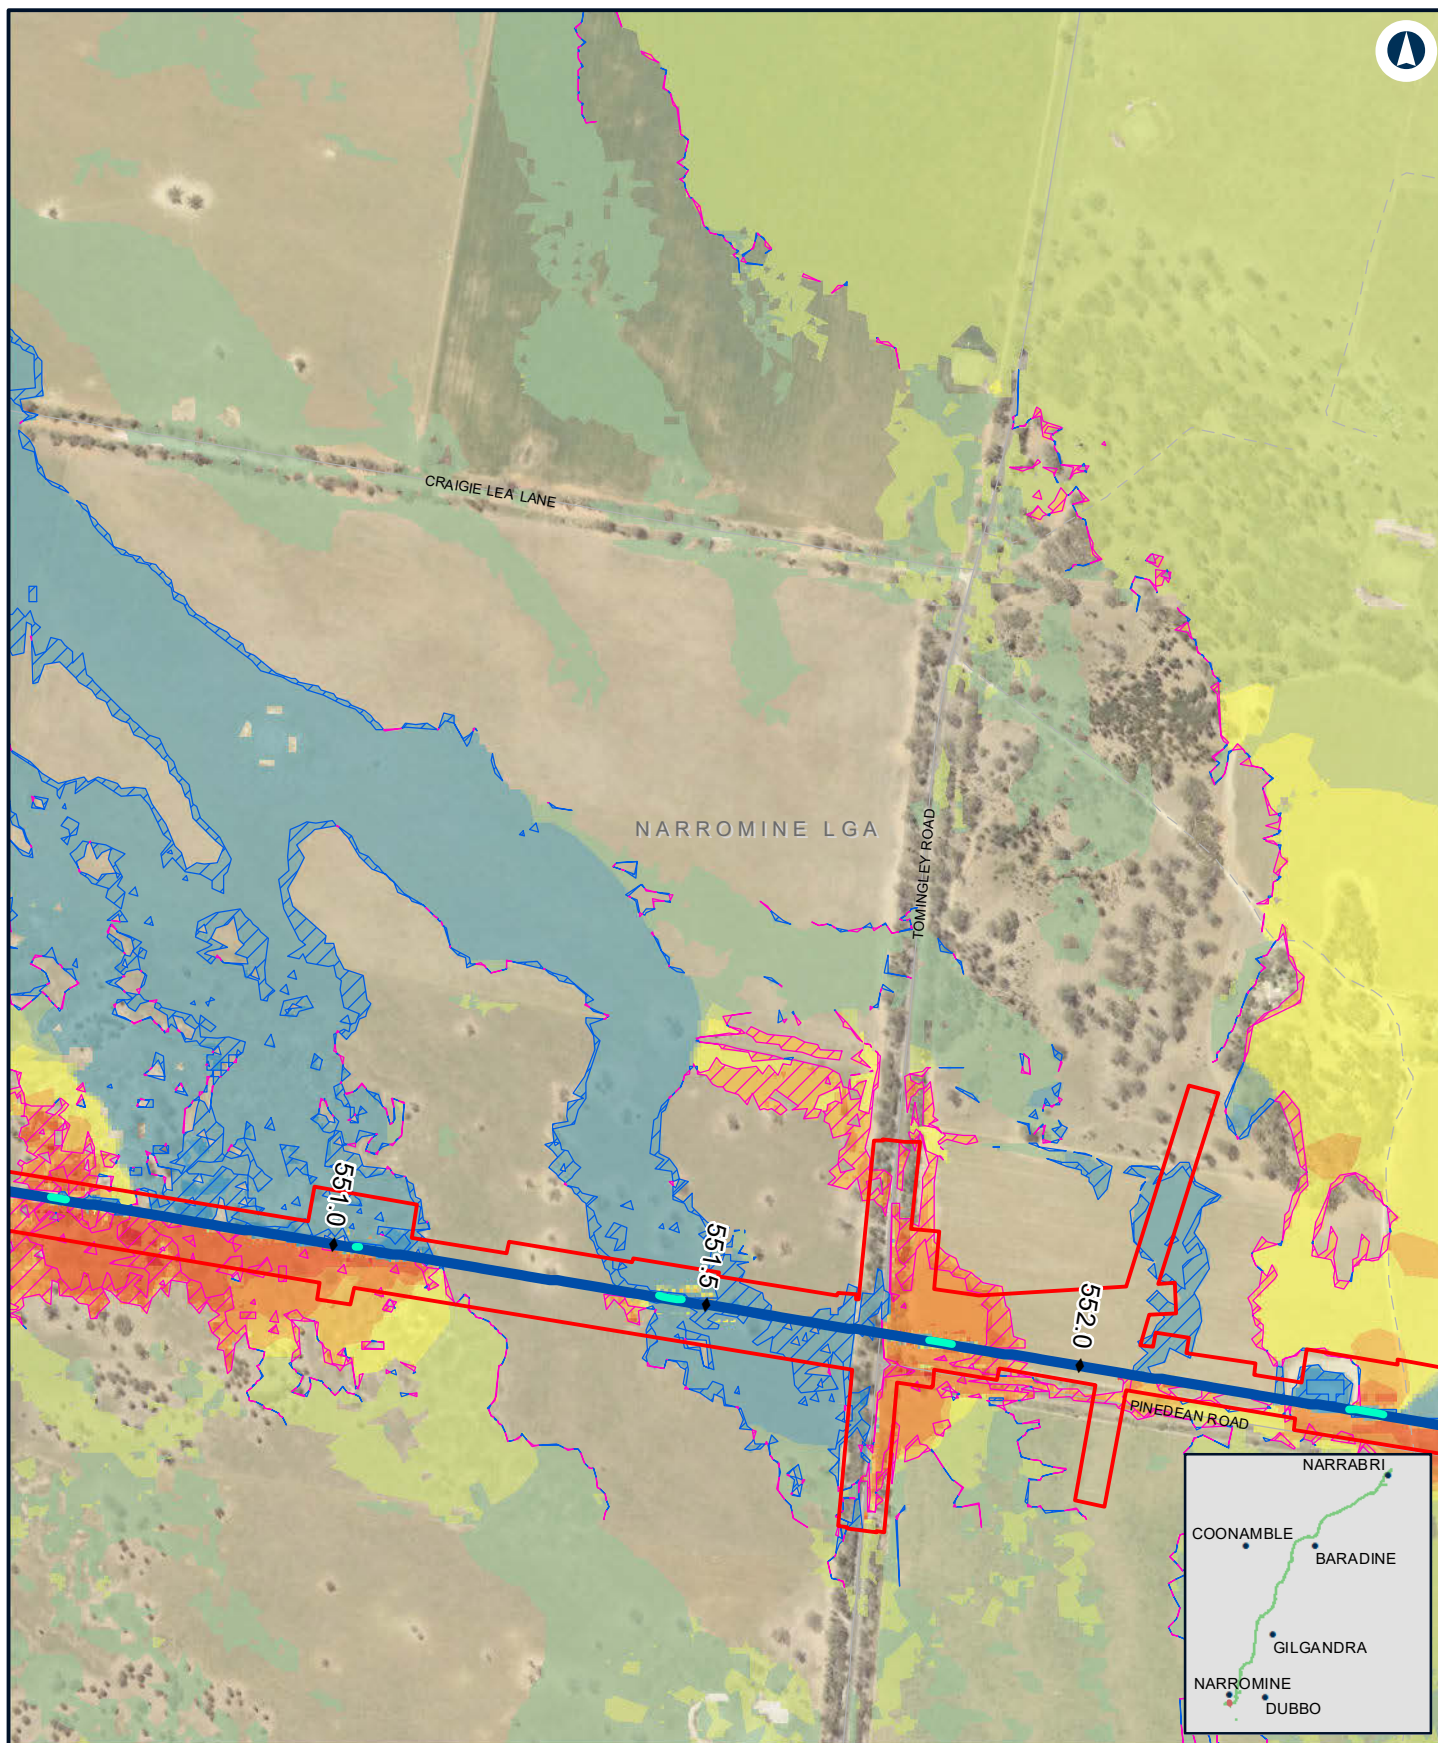 CRAIGIE LEA LANE
NARROMINE LGA
TOMINGLEY ROAD
551.0
551.5
552.0
PINEDEAN ROAD
NARRABRI
COONAMBLE
BARADINE
GILGANDRA
NARROMINE
DUBBO